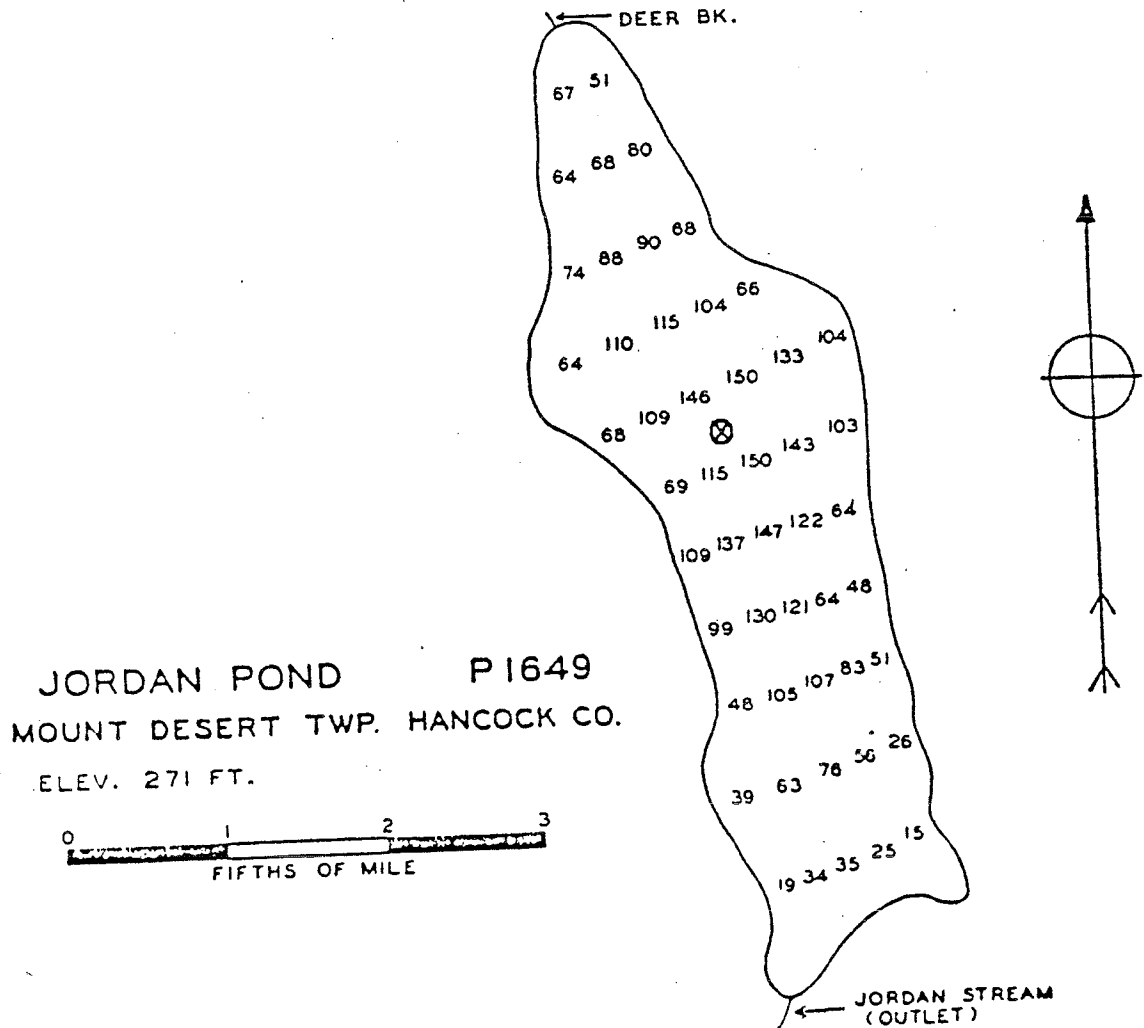 DEER BK.
67 51
64 68 80
74 88 90 68
64 110 115 104 66
68 109 146 150 133 104
69 115 150 143 103
109 137 147 122 64
99 130 121 64 48
48 105 107 83 51
39 63 76 56 26
19 34 35 25 15
JORDAN POND P1649
MOUNT DESERT TWP. HANCOCK CO.
ELEV. 271 FT.
0 1 2 3
FIFTHS OF MILE
JORDAN STREAM
(OUTLET)